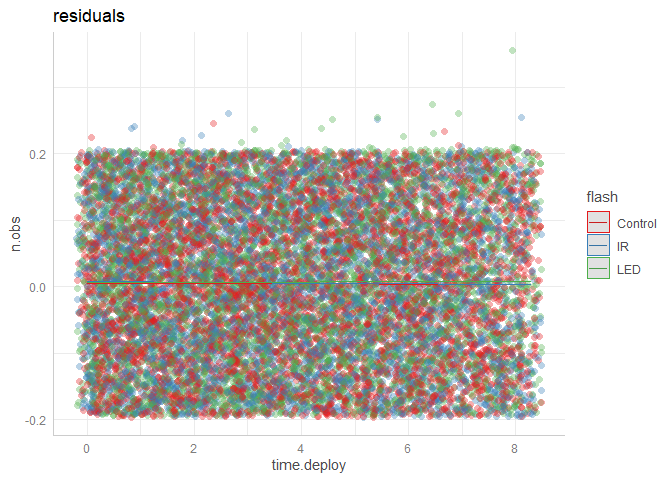 residuals
0.2
0.0
-0.2
n.obs
0
2
4
6
8
time.deploy
flash
Control
IR
LED